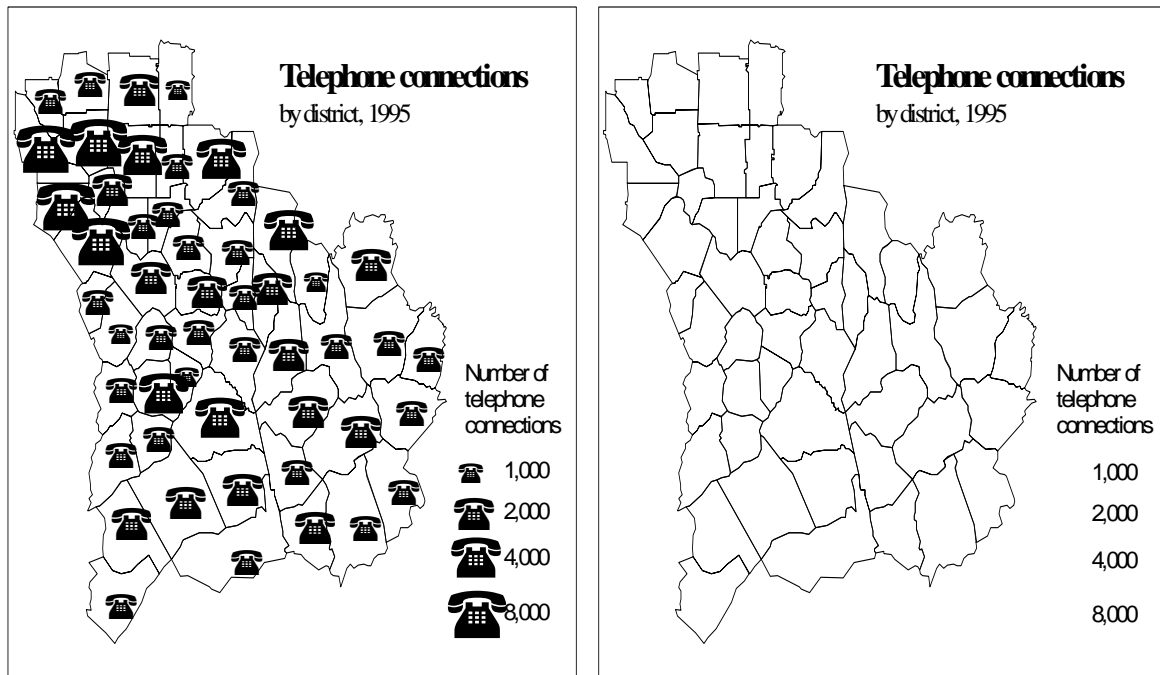 Telephone connections
by district, 1995
Number of
telephone
connections
1,000
2,000
4,000
8,000
Telephone connections
by district, 1995
Number of
telephone
connections
1,000
2,000
4,000
8,000